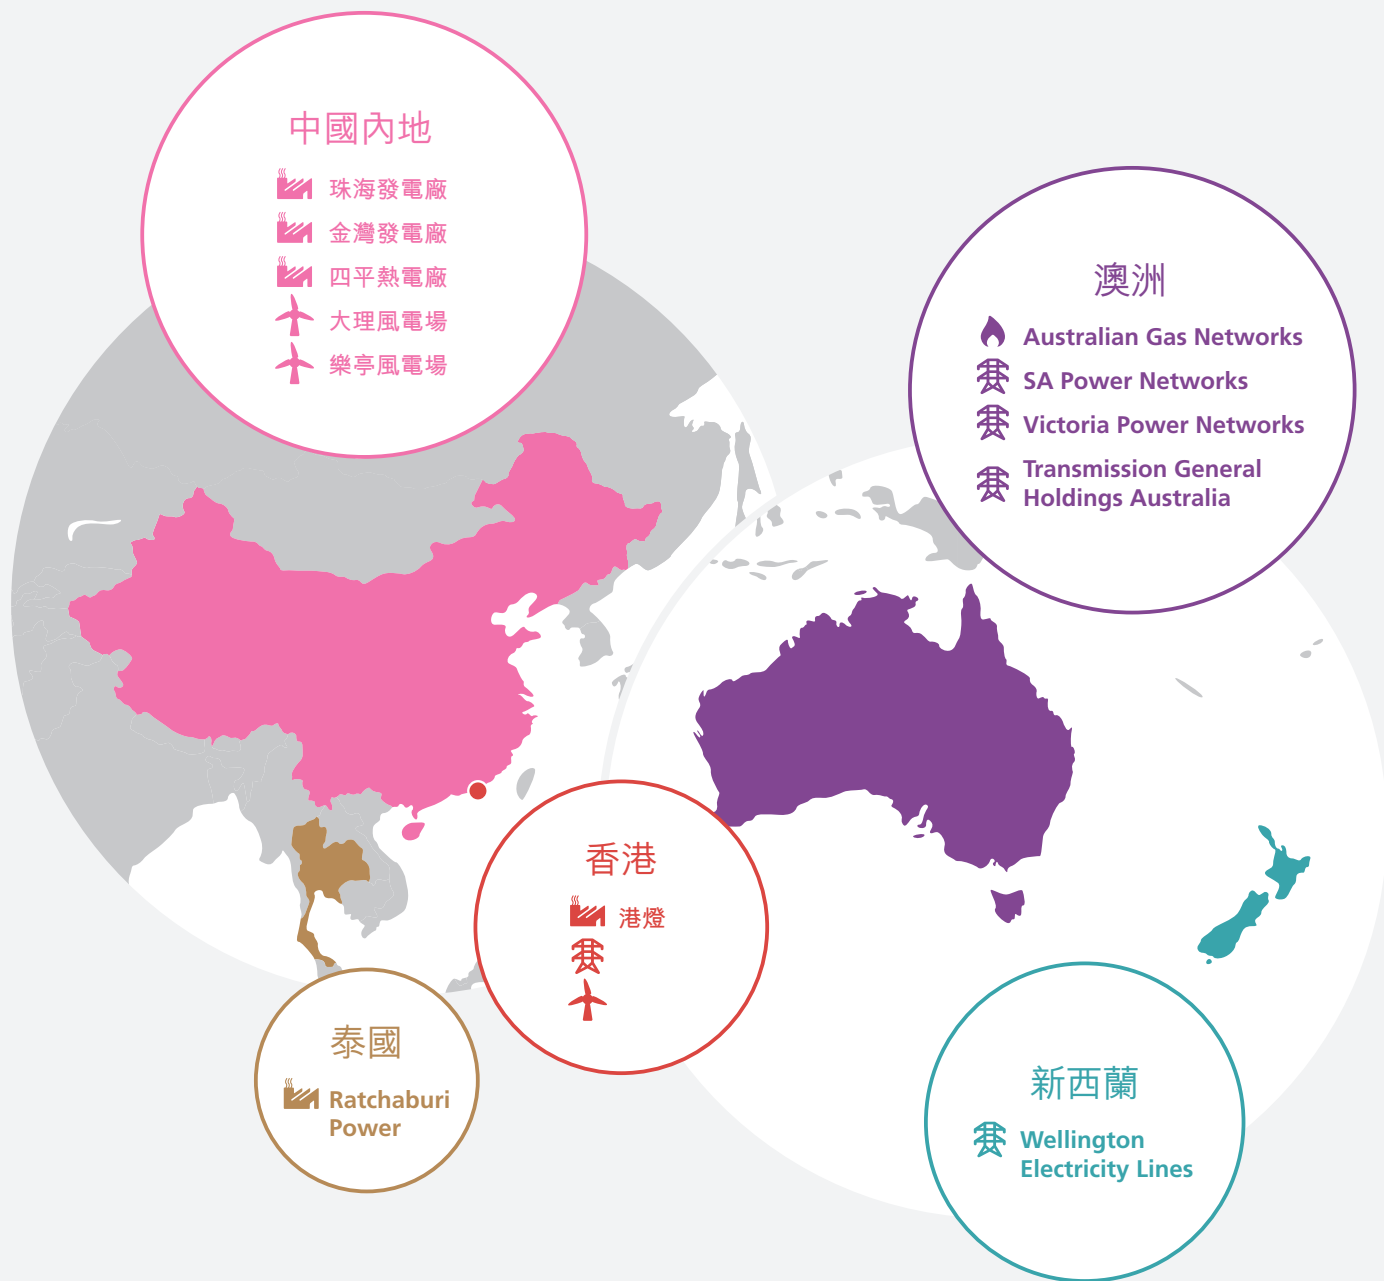 中國內地
珠海發電廠
金灣發電廠
四平熱電廠
大理風電場
樂亭風電場
澳洲
Australian Gas Networks
SA Power Networks
Victoria Power Networks
Transmission General
Holdings Australia
香港
港燈
泰國
Ratchaburi
Power
新西蘭
Wellington
Electricity Lines